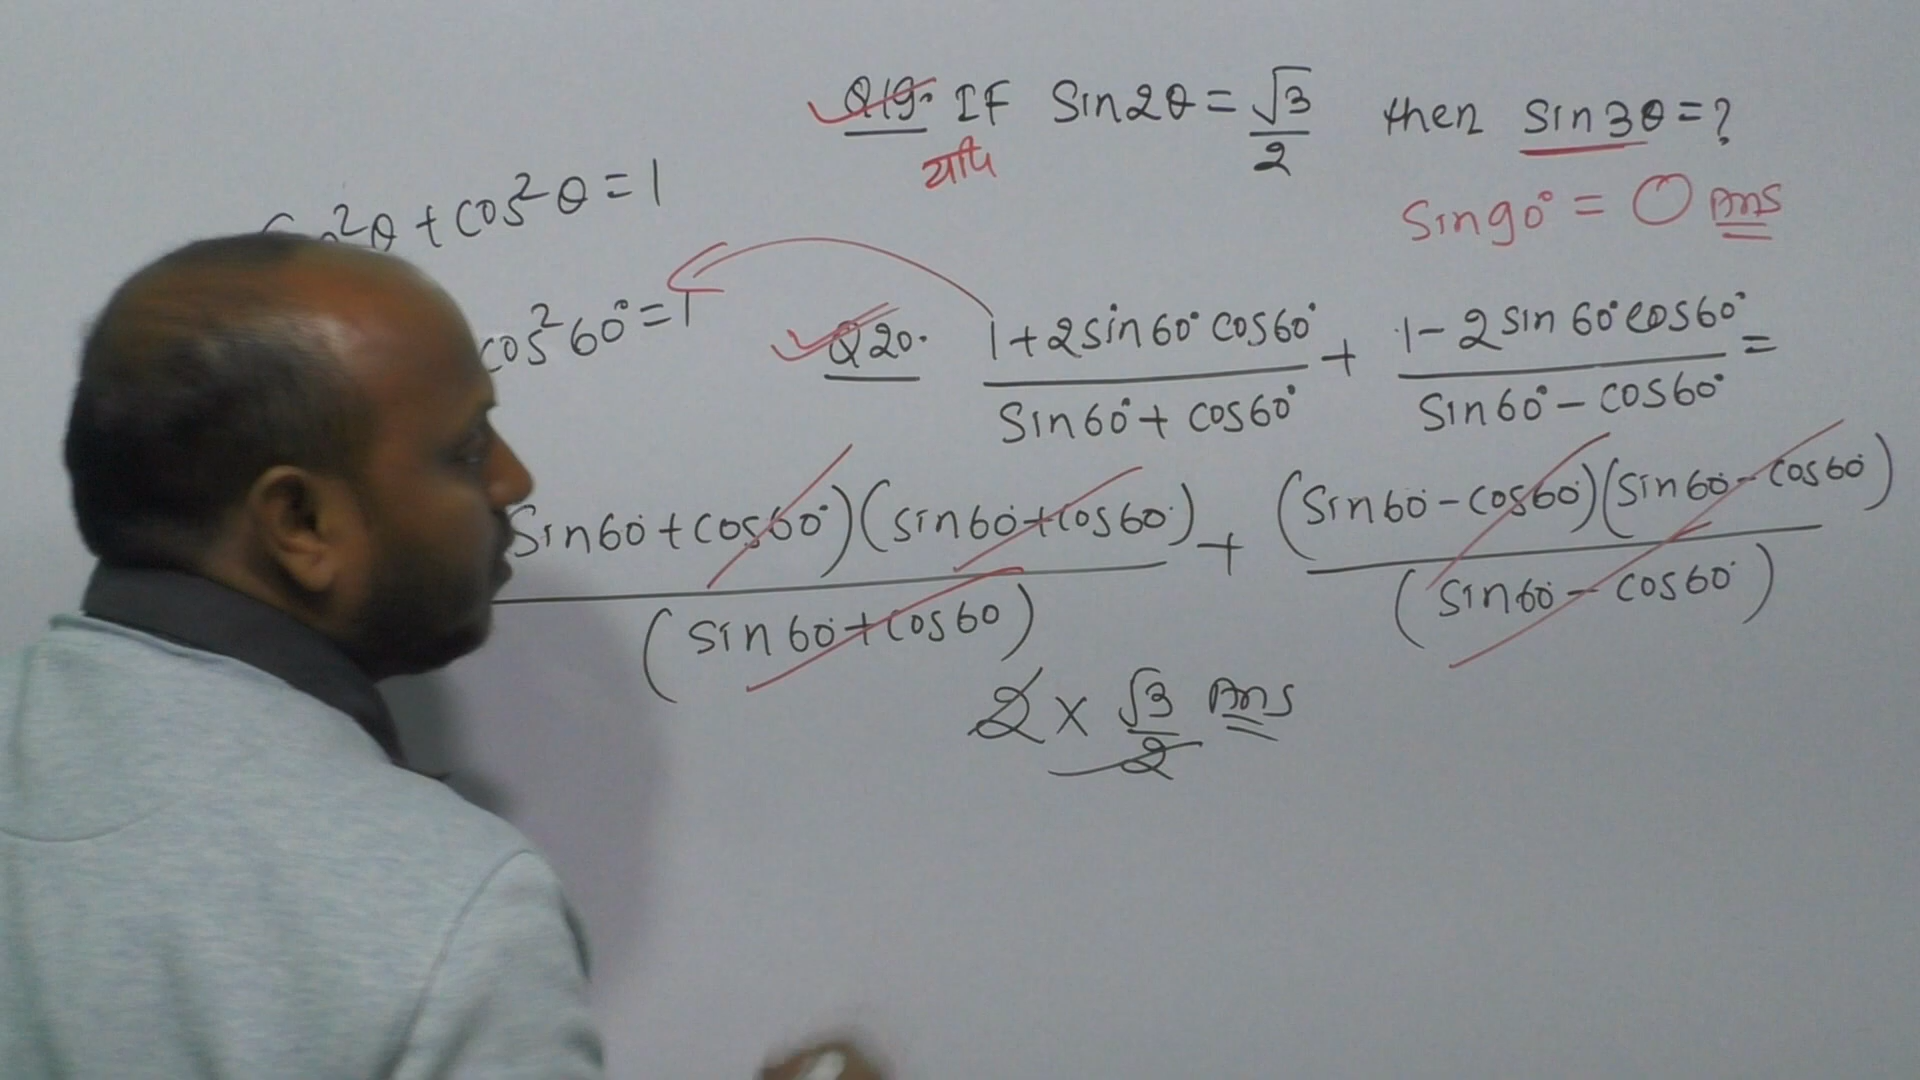 Q19. IF Sin2θ = √3/2 then Sin3θ = ?
यदि
Sin90° = 0 Ans
²θ + cos²θ = 1
cos²60° = 1
Q20. 1+2sin60° cos60°/Sin60°+ cos60° + 1-2sin60°cos60°/Sin60°- cos60° =
Sin60°+cos60°)(sin60°+cos60°)/(sin60°+cos60) + (Sin60°-cos60°)(sin60°-cos60°)/(sin60°-cos60°)
2 × √3/2 Ans